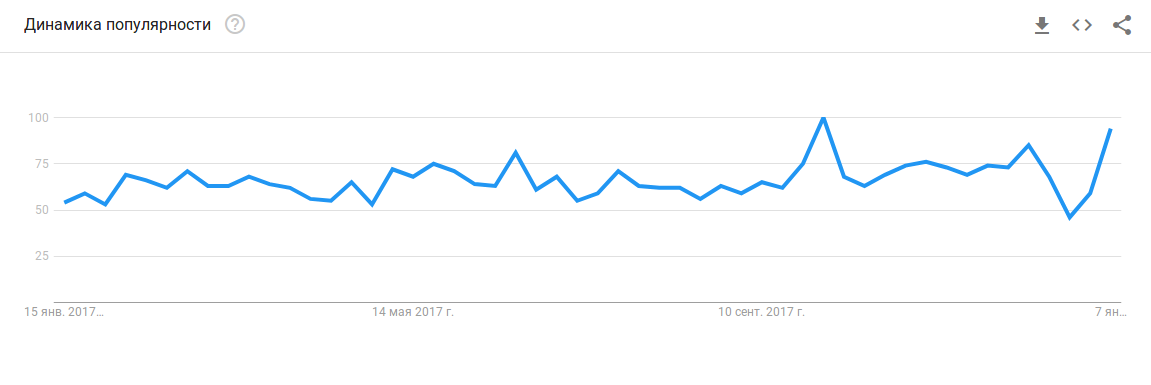 Динамика популярности ?
100
75
50
25
15 янв. 2017…
14 мая 2017 г.
10 сент. 2017 г.
7 ян…